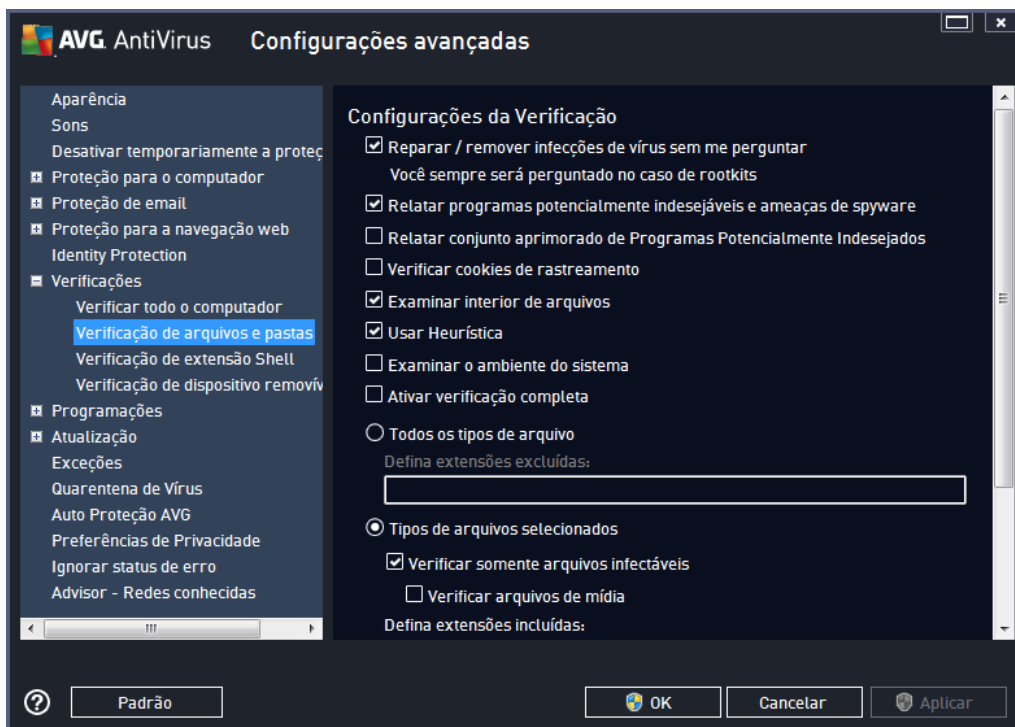 AVG AntiVirus Configurações avançadas
Aparência
Sons
Desativar temporariamente a proteç
Proteção para o computador
Proteção de email
Proteção para a navegação web
Identity Protection
Verificações
Verificar todo o computador
Verificação de arquivos e pastas
Verificação de extensão Shell
Verificação de dispositivo removív
Programações
Atualização
Exceções
Quarentena de Vírus
Auto Proteção AVG
Preferências de Privacidade
Ignorar status de erro
Advisor - Redes conhecidas
Configurações da Verificação
Reparar / remover infecções de vírus sem me perguntar
Você sempre será perguntado no caso de rootkits
Relatar programas potencialmente indesejáveis e ameaças de spyware
Relatar conjunto aprimorado de Programas Potencialmente Indesejados
Verificar cookies de rastreamento
Examinar interior de arquivos
Usar Heurística
Examinar o ambiente do sistema
Ativar verificação completa
Todos os tipos de arquivo
Defina extensões excluídas:
Tipos de arquivos selecionados
Verificar somente arquivos infectáveis
Verificar arquivos de mídia
Defina extensões incluídas:
? Padrão OK Cancelar Aplicar